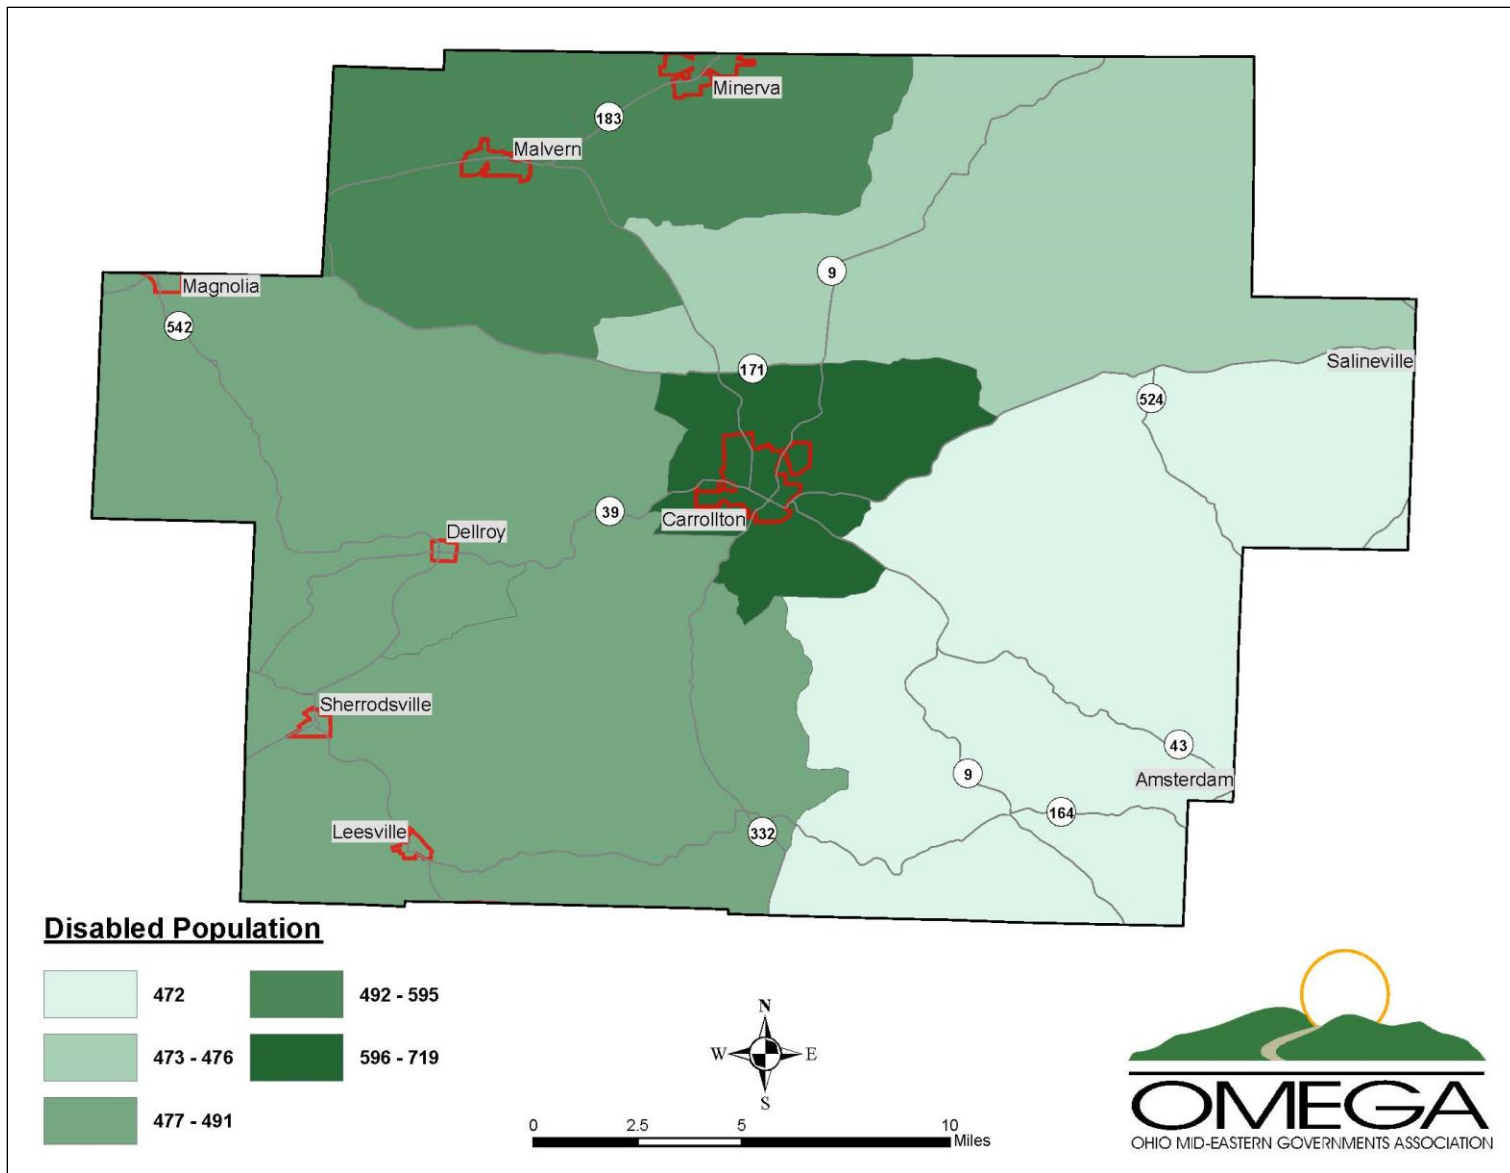 Minerva
183
Malvern
9
Magnolia
542
Salineville
171
524
39
Carrollton
Dellroy
Sherrodsville
43
9
Amsterdam
164
Leesville
332
Disabled Population
472
492 - 595
473 - 476
596 - 719
477 - 491
N
W
E
S
0
2.5
5
10
Miles
OMEGA
OHIO MID-EASTERN GOVERNMENTS ASSOCIATION